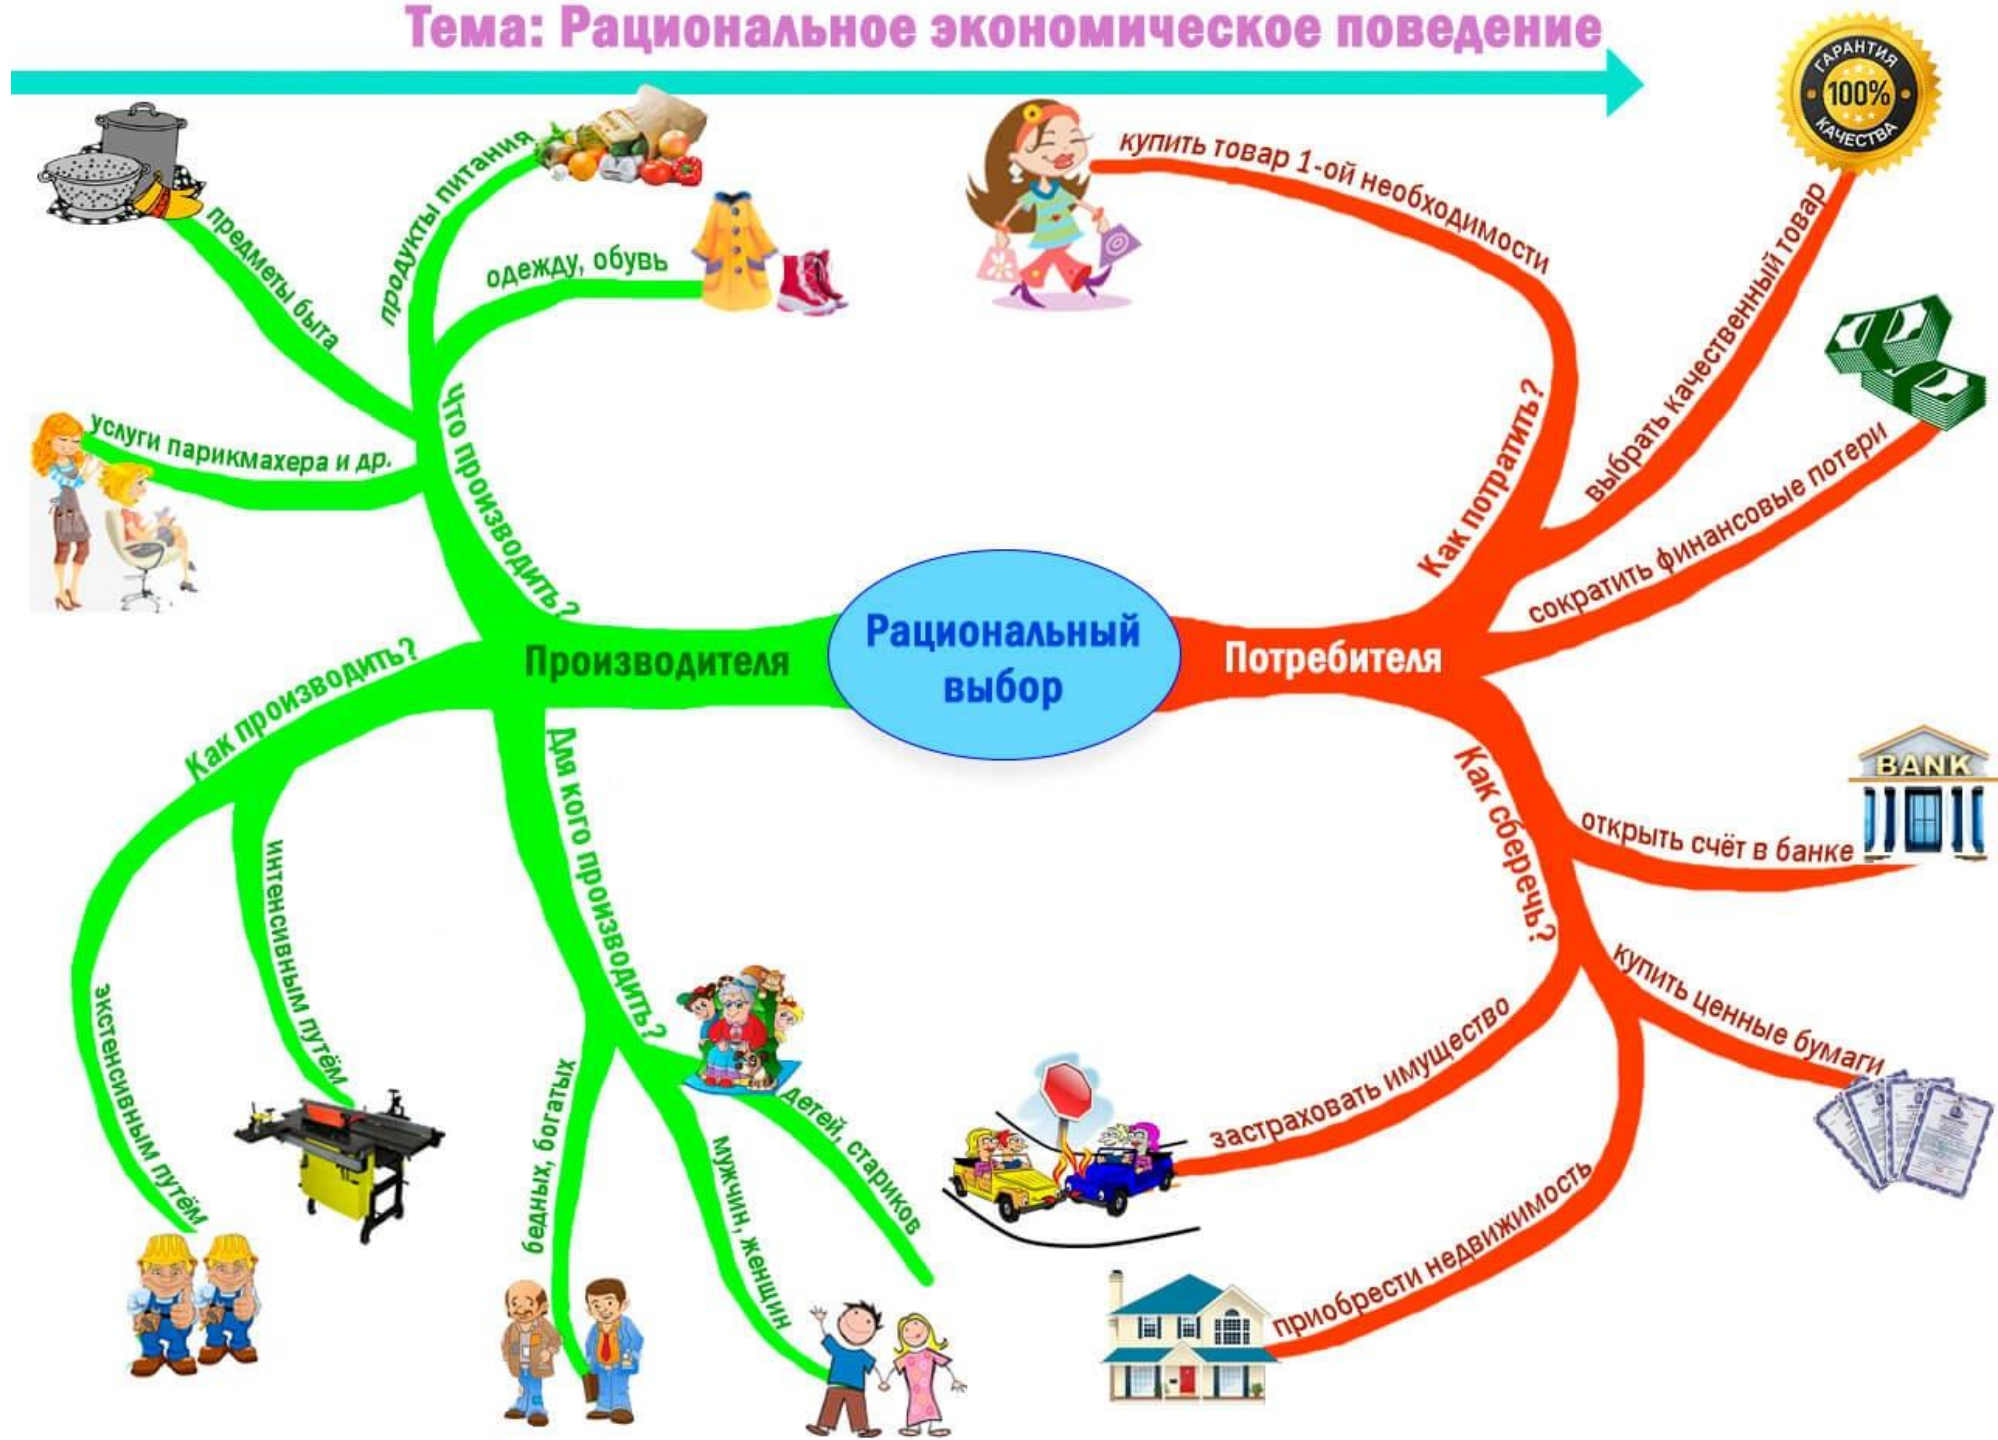 Тема: Рациональное экономическое поведение
Рациональный
выбор
Производителя
Что производить?
продукты питания
одежду, обувь
предметы быта
услуги парикмахера и др.
Как производить?
экстенсивным путём
интенсивным путём
Для кого производить?
бедных, богатых
мужчин, женщин
детей, стариков
Потребителя
Как потратить?
купить товар 1-ой необходимости
выбрать качественный товар
ГАРАНТИЯ
100%
КАЧЕСТВА
сократить финансовые потери
Как сберечь?
открыть счёт в банке
BANK
купить ценные бумаги
застраховать имущество
приобрести недвижимость